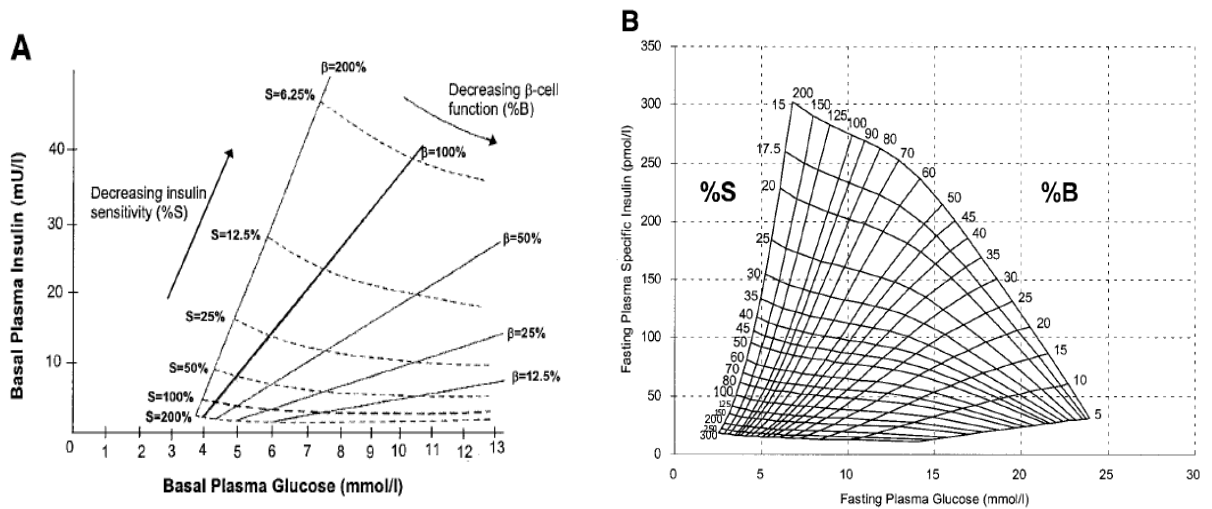 A
β=200%
S=6.25%
Decreasing β-cell
function (%B)
40
β=100%
Decreasing insulin
sensitivity (%S)
30
S=12.5%
β=50%
20
S=25%
β=25%
10
S=50%
β=12.5%
S=100%
S=200%
0
0 1 2 3 4 5 6 7 8 9 10 11 12 13
Basal Plasma Insulin (mU/l)
Basal Plasma Glucose (mmol/l)
B
350
300
250
200
150
100
50
0
0 5 10 15 20 25 30
Fasting Plasma Specific Insulin (pmol/l)
Fasting Plasma Glucose (mmol/l)
%S
15
17.5
20
25
30
35
40
45
50
60
70
80
100
125
150
200
250
300
%B
200
150
125
100
90
80
70
60
50
45
40
35
30
25
20
15
10
5